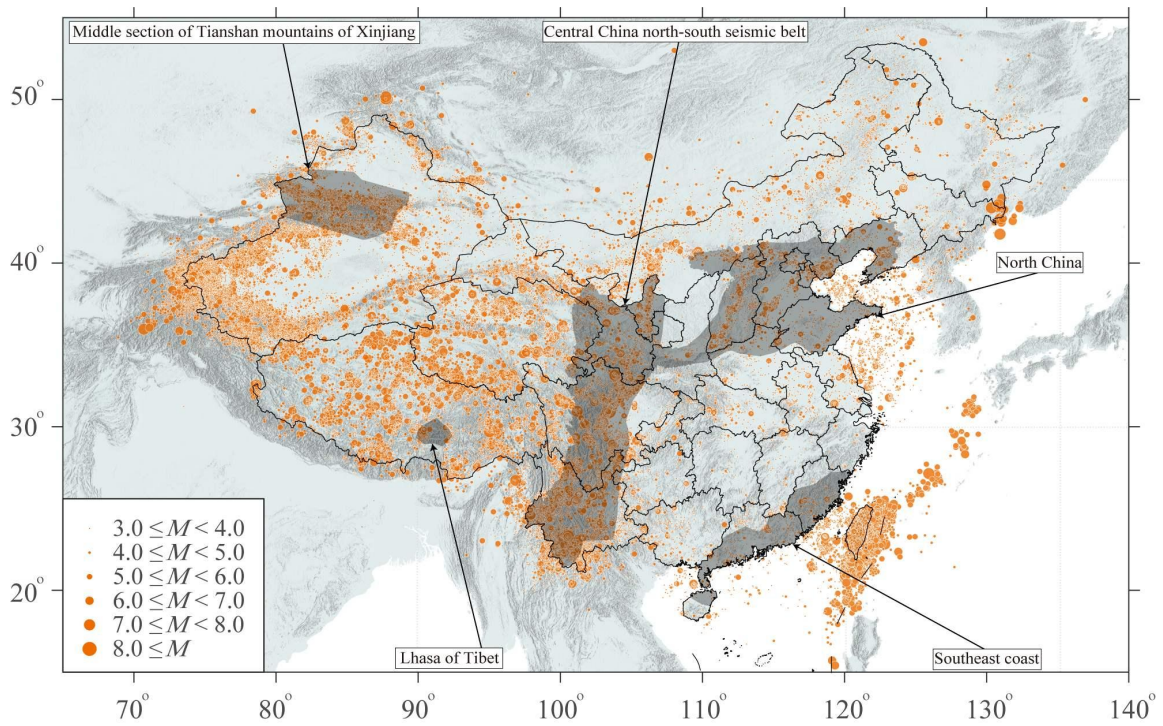 Middle section of Tianshan mountains of Xinjiang
Central China north-south seismic belt
50°
40°
North China
30°
20°
3.0 ≤ M < 4.0
4.0 ≤ M < 5.0
5.0 ≤ M < 6.0
6.0 ≤ M < 7.0
7.0 ≤ M < 8.0
8.0 ≤ M
Lhasa of Tibet
Southeast coast
70° 80° 90° 100° 110° 120° 130° 140°